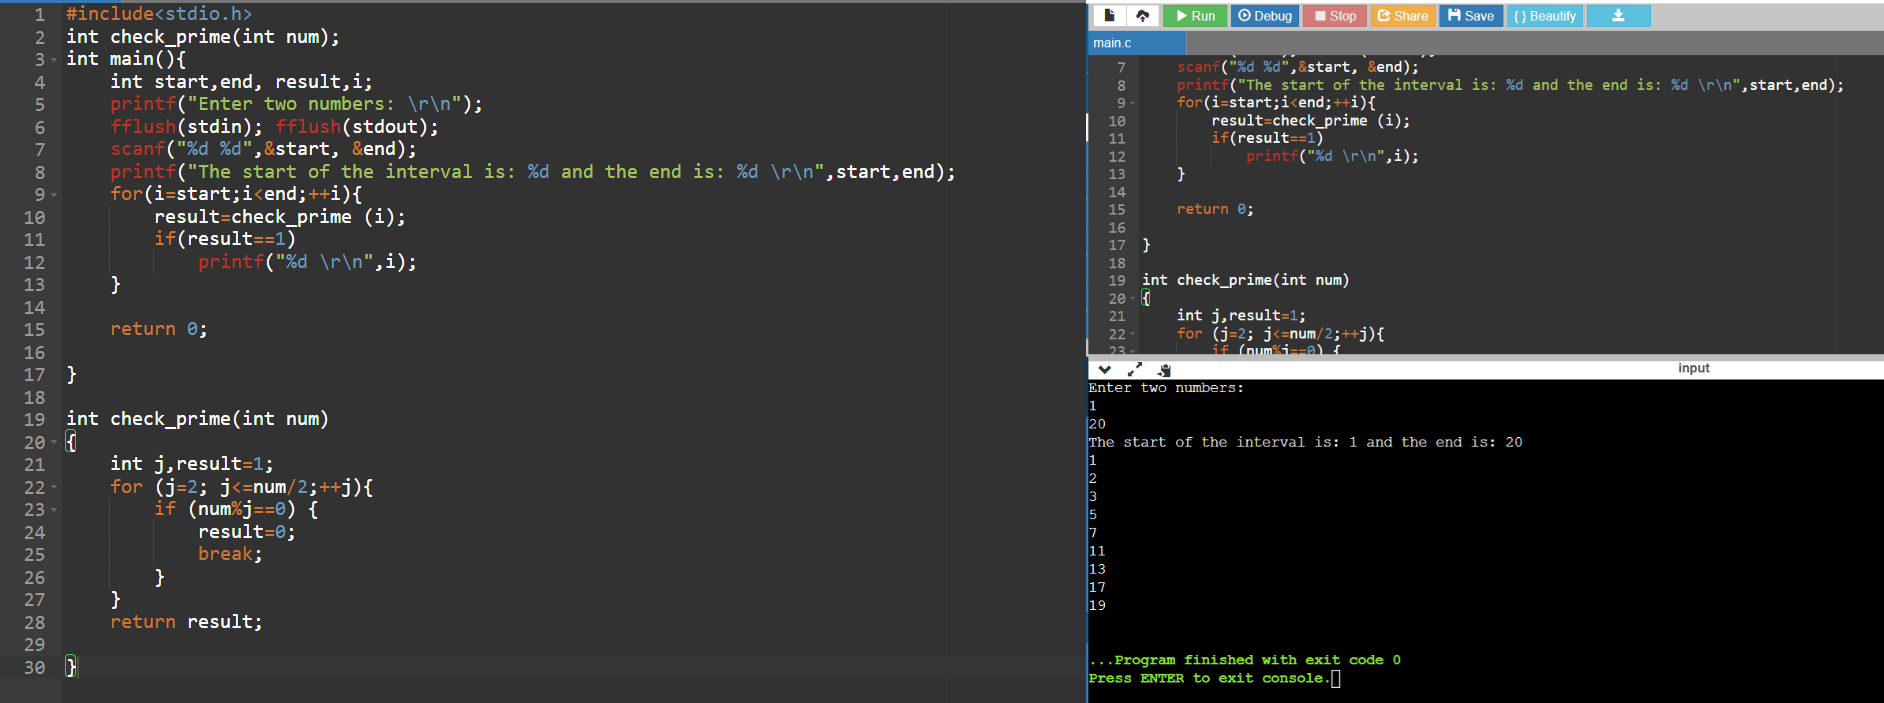 1 #include<stdio.h>
2 int check_prime(int num);
3 int main(){
4     int start,end, result,i;
5     printf("Enter two numbers: \r\n");
6     fflush(stdin); fflush(stdout);
7     scanf("%d %d",&start, &end);
8     printf("The start of the interval is: %d and the end is: %d \r\n",start,end);
9     for(i=start;i<end;++i){
10         result=check_prime (i);
11         if(result==1)
12             printf("%d \r\n",i);
13     }
14
15     return 0;
16
17 }
18
19 int check_prime(int num)
20 {
21     int j,result=1;
22     for (j=2; j<=num/2;++j){
23         if (num%j==0) {
24             result=0;
25             break;
26         }
27     }
28     return result;
29
30 }
Run Debug Stop Share Save {} Beautify
main.c
7     scanf("%d %d",&start, &end);
8     printf("The start of the interval is: %d and the end is: %d \r\n",start,end);
9     for(i=start;i<end;++i){
10         result=check_prime (i);
11         if(result==1)
12             printf("%d \r\n",i);
13     }
14
15     return 0;
16
17 }
18
19 int check_prime(int num)
20 {
21     int j,result=1;
22     for (j=2; j<=num/2;++j){
23         if (num%j==0) {
input
Enter two numbers:
1
20
The start of the interval is: 1 and the end is: 20
1
2
3
5
7
11
13
17
19
...Program finished with exit code 0
Press ENTER to exit console.